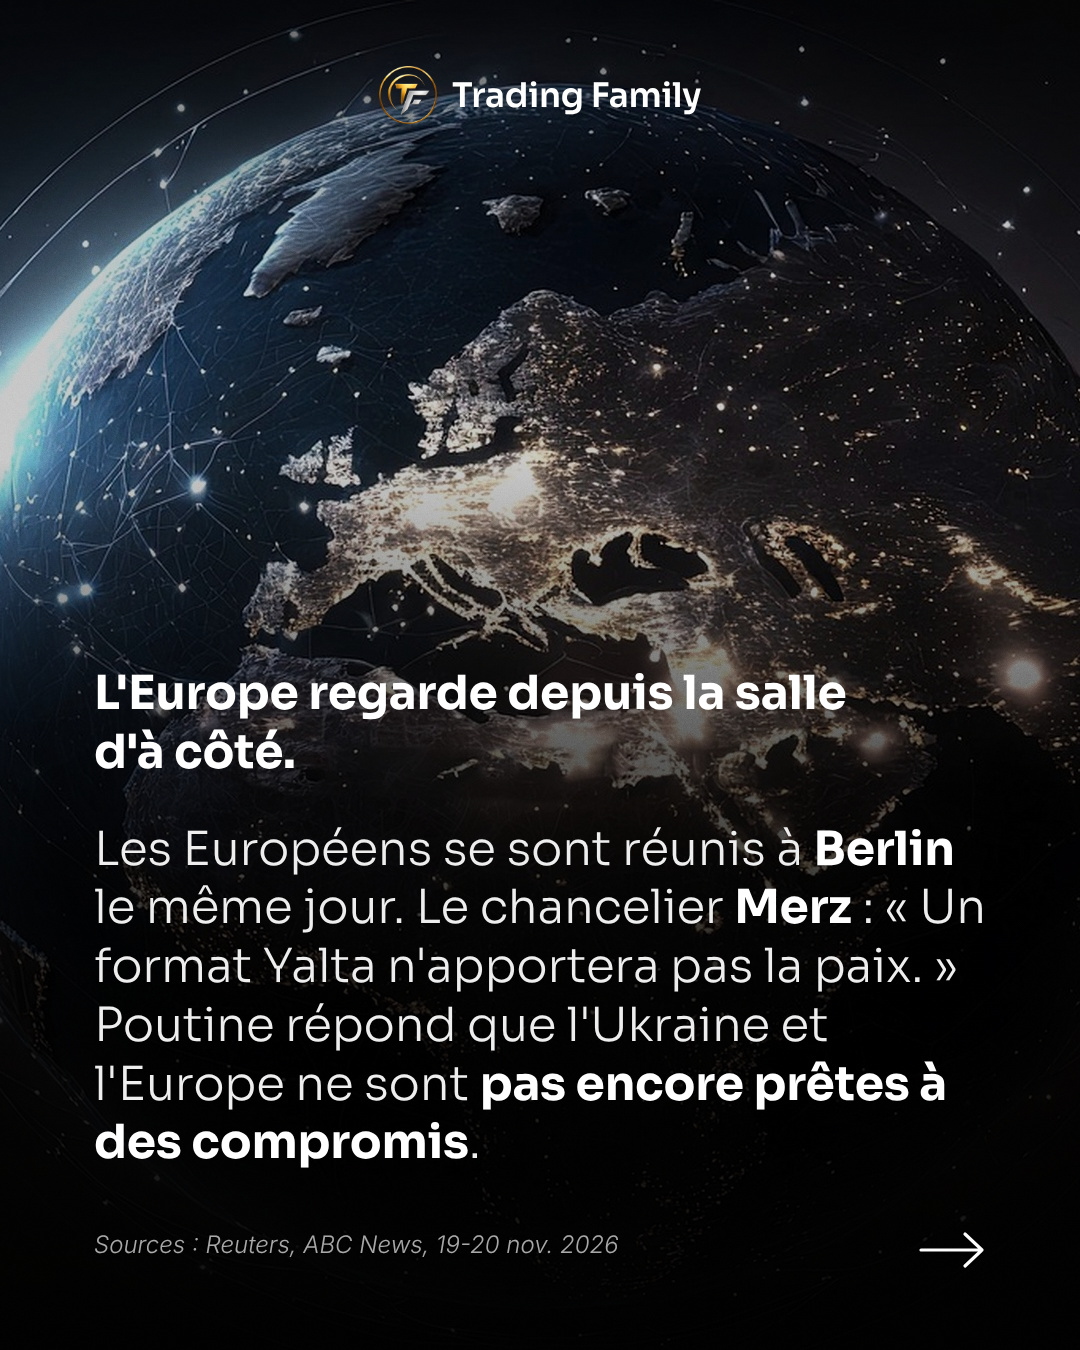 TF Trading Family
L'Europe regarde depuis la salle
d'à côté.
Les Européens se sont réunis à Berlin
le même jour. Le chancelier Merz : « Un
format Yalta n'apportera pas la paix. »
Poutine répond que l'Ukraine et
l'Europe ne sont pas encore prêtes à
des compromis.
Sources : Reuters, ABC News, 19-20 nov. 2026